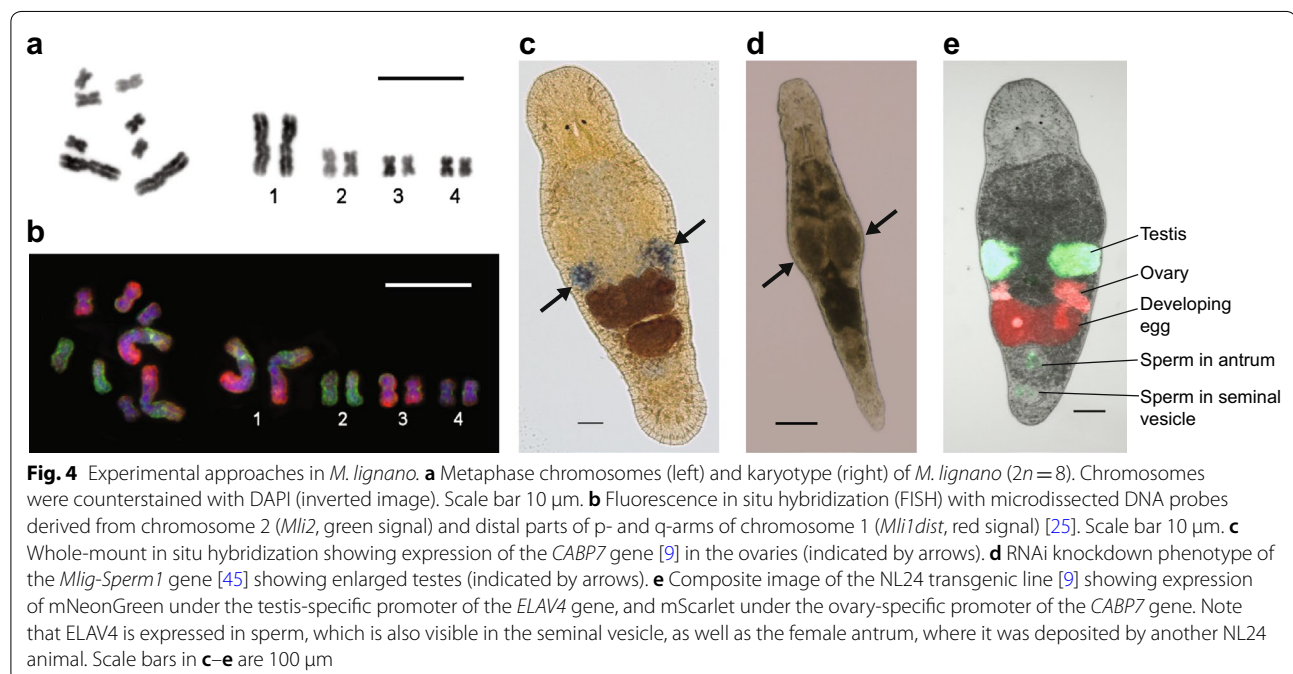 a
b
c
d
e
1
2
3
4
1
2
3
4
Testis
Ovary
Developing
egg
Sperm in antrum
Sperm in seminal
vesicle
Fig. 4 Experimental approaches in M. lignano. a Metaphase chromosomes (left) and karyotype (right) of M. lignano (2n = 8). Chromosomes
were counterstained with DAPI (inverted image). Scale bar 10 µm. b Fluorescence in situ hybridization (FISH) with microdissected DNA probes
derived from chromosome 2 (Mli2, green signal) and distal parts of p- and q-arms of chromosome 1 (Mli1dist, red signal) [25]. Scale bar 10 µm. c
Whole-mount in situ hybridization showing expression of the CABP7 gene [9] in the ovaries (indicated by arrows). d RNAi knockdown phenotype of
the Mlig-Sperm1 gene [45] showing enlarged testes (indicated by arrows). e Composite image of the NL24 transgenic line [9] showing expression
of mNeonGreen under the testis-specific promoter of the ELAV4 gene, and mScarlet under the ovary-specific promoter of the CABP7 gene. Note
that ELAV4 is expressed in sperm, which is also visible in the seminal vesicle, as well as the female antrum, where it was deposited by another NL24
animal. Scale bars in c–e are 100 µm